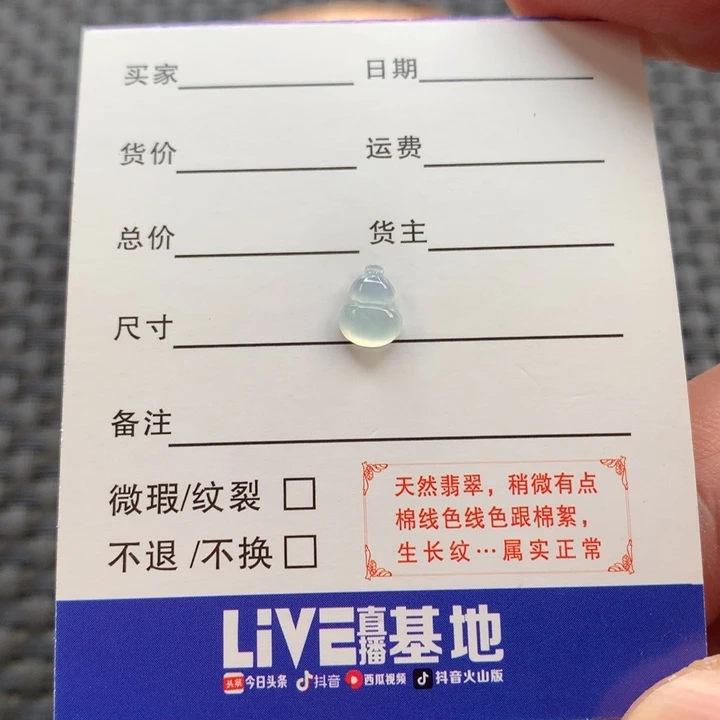 买家 日期
货价 运费
总价 货主
尺寸
备注
微瑕/纹裂
不退/不换
天然翡翠，稍微有点
棉线色线色跟棉絮，
生长纹…属实正常
LiVE直播基地
头条 今日头条 抖音 西瓜视频 抖音火山版